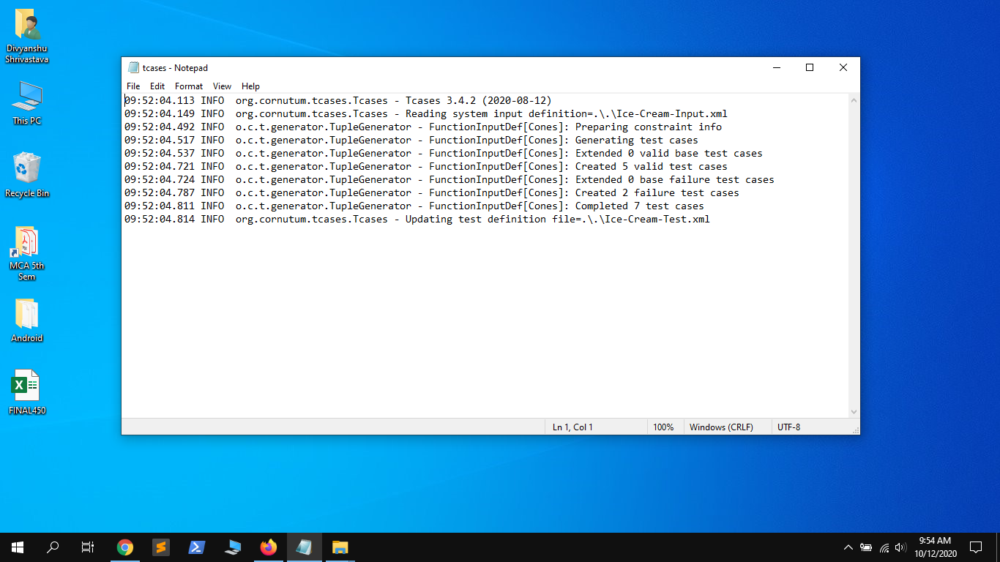 Divyanshu
Shrivastava
This PC
Recycle Bin
MCA 5th
Sem
Android
FINAL450
tcases - Notepad
File Edit Format View Help
09:52:04.113 INFO  org.cornutum.tcases.Tcases - Tcases 3.4.2 (2020-08-12)
09:52:04.149 INFO  org.cornutum.tcases.Tcases - Reading system input definition=.\.\Ice-Cream-Input.xml
09:52:04.492 INFO  o.c.t.generator.TupleGenerator - FunctionInputDef[Cones]: Preparing constraint info
09:52:04.517 INFO  o.c.t.generator.TupleGenerator - FunctionInputDef[Cones]: Generating test cases
09:52:04.537 INFO  o.c.t.generator.TupleGenerator - FunctionInputDef[Cones]: Extended 0 valid base test cases
09:52:04.721 INFO  o.c.t.generator.TupleGenerator - FunctionInputDef[Cones]: Created 5 valid test cases
09:52:04.724 INFO  o.c.t.generator.TupleGenerator - FunctionInputDef[Cones]: Extended 0 base failure test cases
09:52:04.787 INFO  o.c.t.generator.TupleGenerator - FunctionInputDef[Cones]: Created 2 failure test cases
09:52:04.811 INFO  o.c.t.generator.TupleGenerator - FunctionInputDef[Cones]: Completed 7 test cases
09:52:04.814 INFO  org.cornutum.tcases.Tcases - Updating test definition file=.\.\Ice-Cream-Test.xml
Ln 1, Col 1 100% Windows (CRLF) UTF-8
9:54 AM
10/12/2020